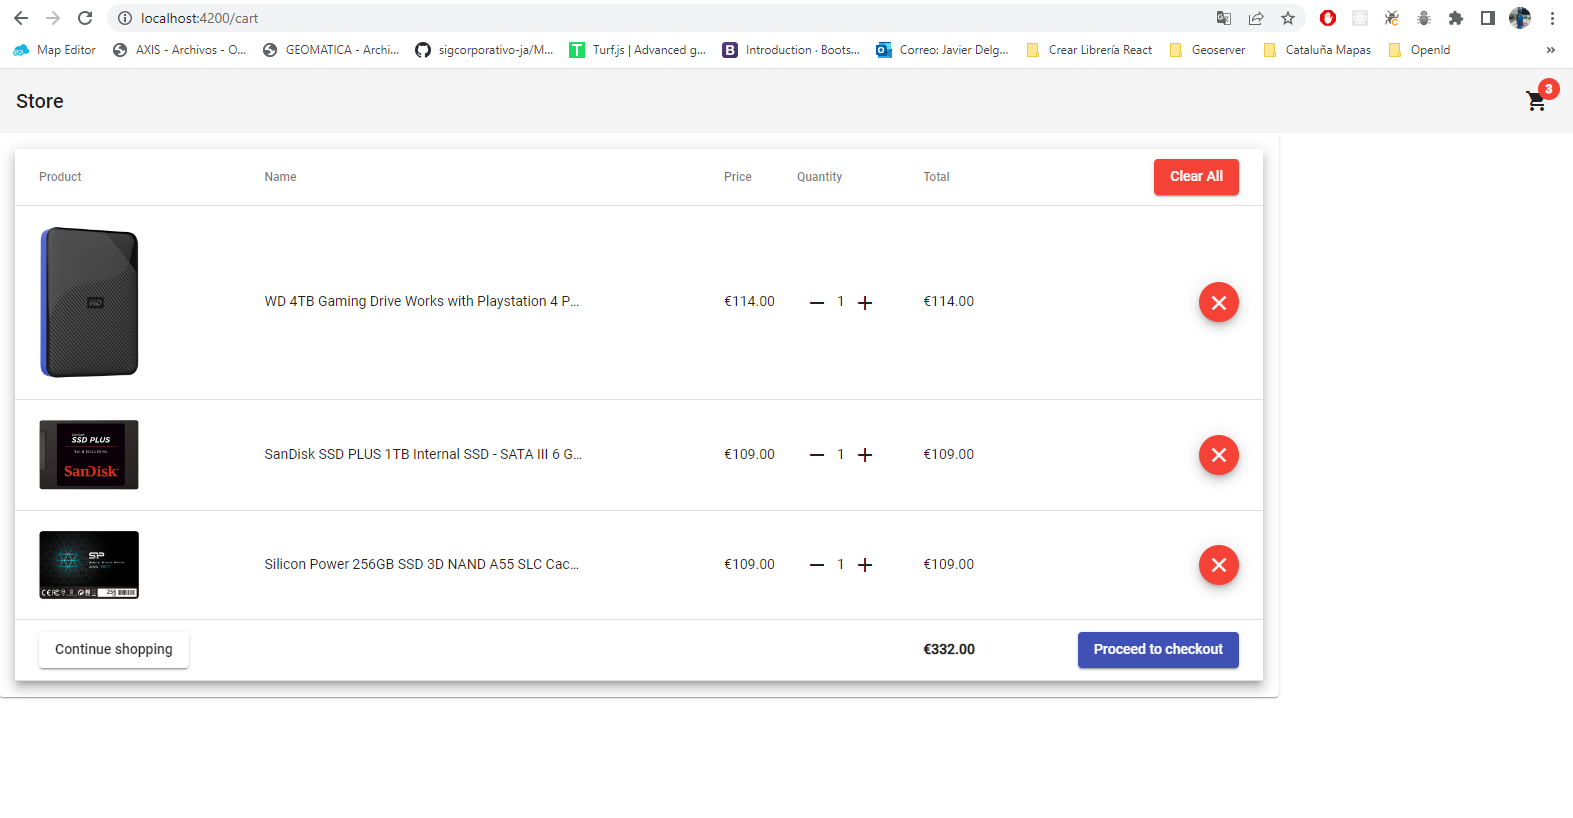 localhost:4200/cart
Map Editor AXIS - Archivos - O... GEOMATICA - Archi... sigcorporativo-ja/M... T Turf.js | Advanced g... B Introduction · Boots... Correo: Javier Delg... Crear Librería React Geoserver Cataluña Mapas OpenId »
Store 3
Product Name Price Quantity Total Clear All
WD
WD 4TB Gaming Drive Works with Playstation 4 P... €114.00 1 €114.00
SanDisk
SSD PLUS
SanDisk
SanDisk SSD PLUS 1TB Internal SSD - SATA III 6 G... €109.00 1 €109.00
SP
Silicon Power 256GB SSD 3D NAND A55 SLC Cac... €109.00 1 €109.00
Continue shopping €332.00 Proceed to checkout